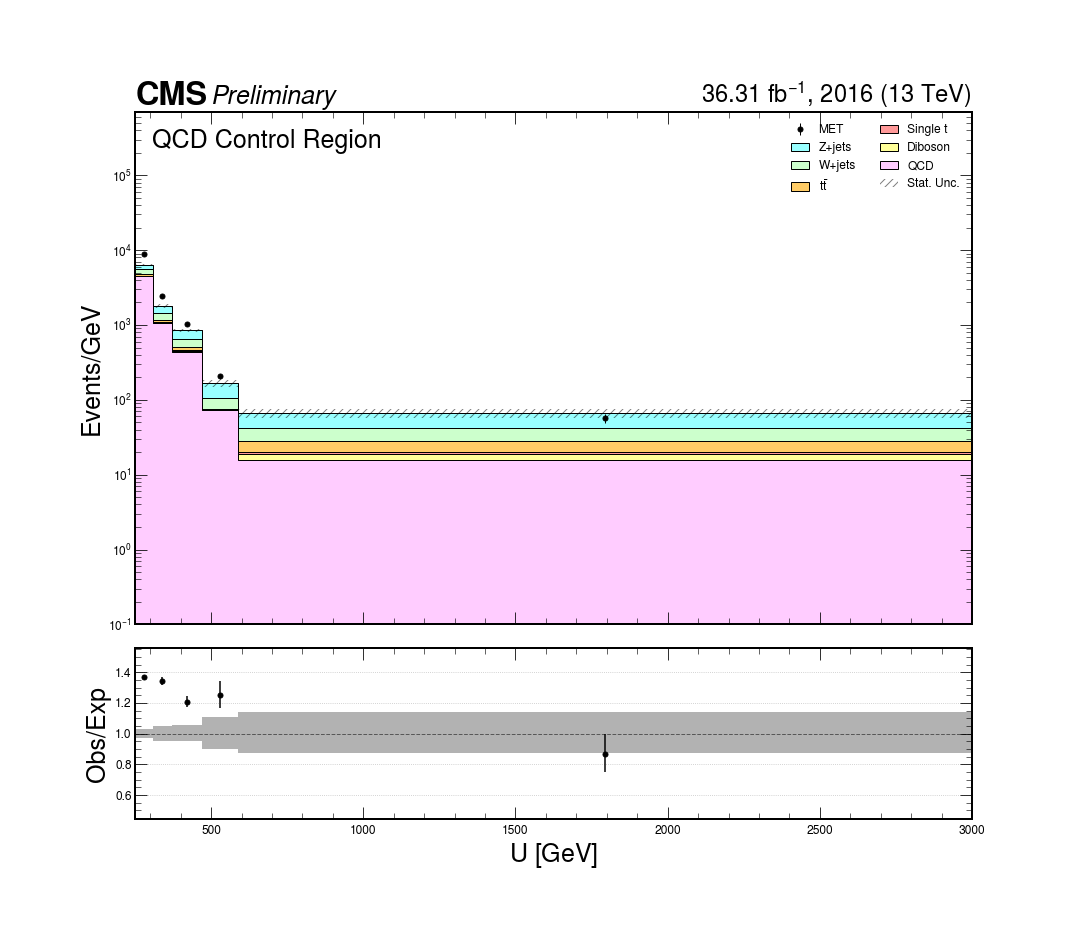 CMS Preliminary 36.31 fb⁻¹, 2016 (13 TeV)
QCD Control Region
MET Single t
Z+jets Diboson
W+jets QCD
tt̄ Stat. Unc.
Events/GeV
10⁵
10⁴
10³
10²
10¹
10⁰
10⁻¹
Obs/Exp
1.4
1.2
1.0
0.8
0.6
500 1000 1500 2000 2500 3000
U [GeV]